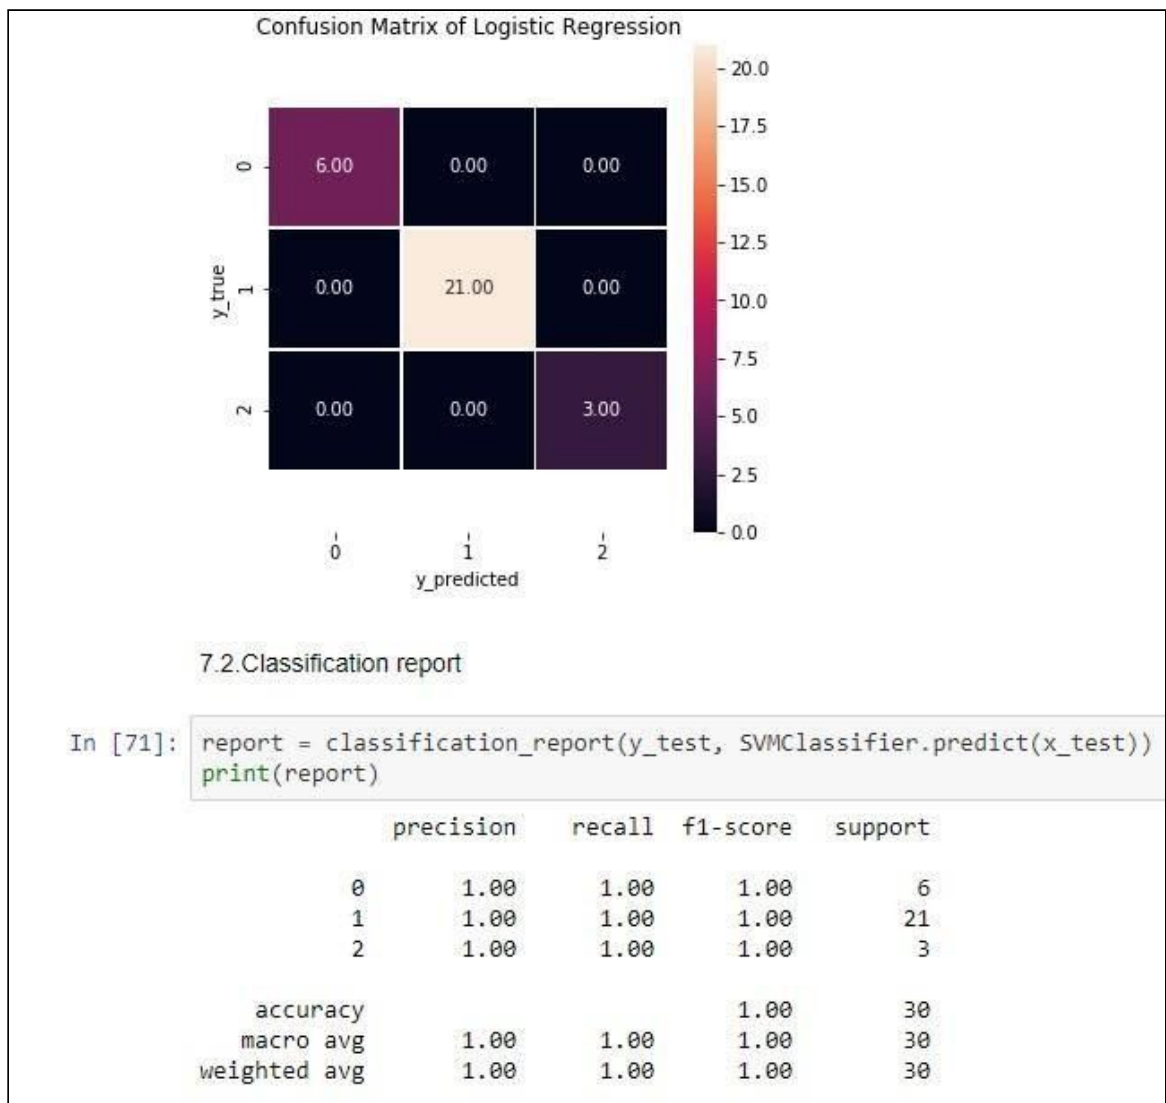 Confusion Matrix of Logistic Regression
20.0
17.5
15.0
12.5
10.0
7.5
5.0
2.5
0.0
y_true
0 6.00 0.00 0.00
1 0.00 21.00 0.00
2 0.00 0.00 3.00
0 1 2
y_predicted
7.2.Classification report
In [71]: report = classification_report(y_test, SVMClassifier.predict(x_test))
print(report)
precision recall f1-score support
0 1.00 1.00 1.00 6
1 1.00 1.00 1.00 21
2 1.00 1.00 1.00 3
accuracy 1.00 30
macro avg 1.00 1.00 1.00 30
weighted avg 1.00 1.00 1.00 30